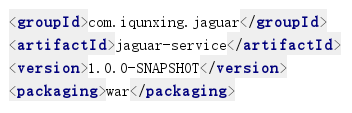 <groupId>com.iqunxing.jaguar</groupId>
<artifactId>jaguar-service</artifactId>
<version>1.0.0-SNAPSHOT</version>
<packaging>war</packaging>